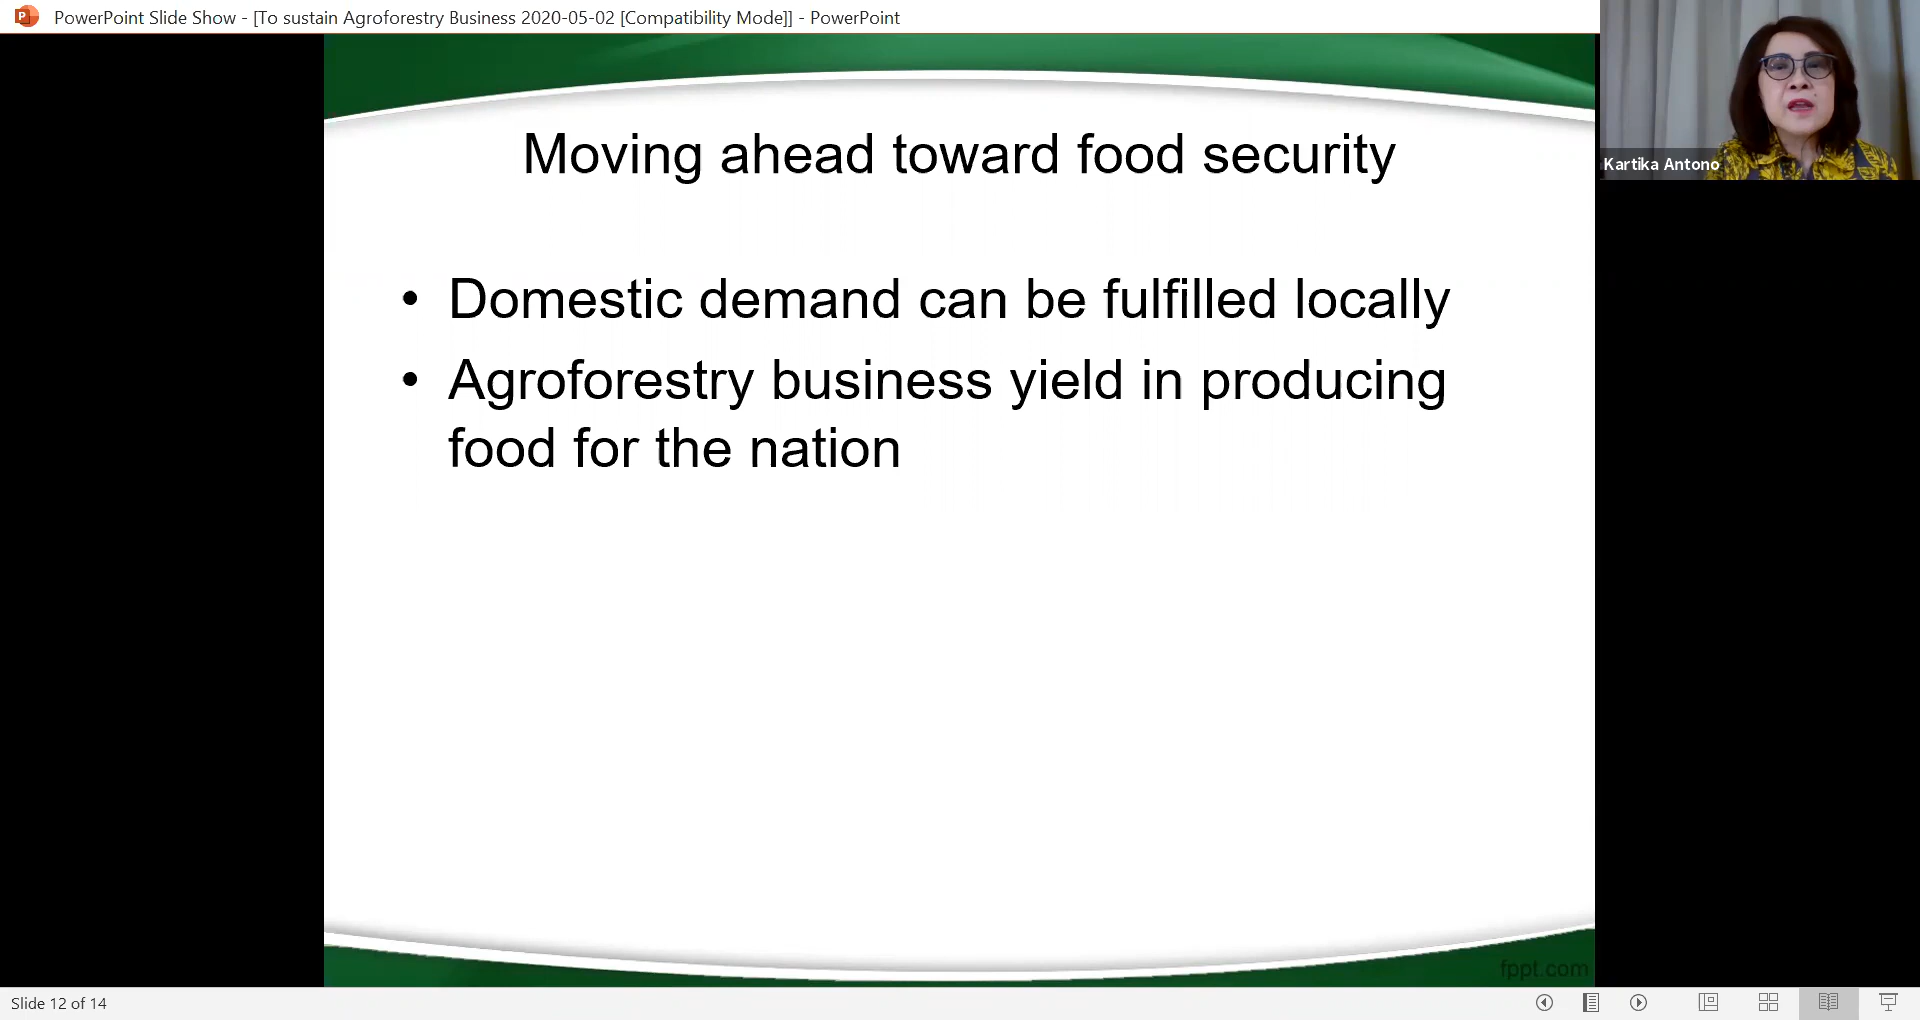 PowerPoint Slide Show - [To sustain Agroforestry Business 2020-05-02 [Compatibility Mode]] - PowerPoint
Kartika Antono
Moving ahead toward food security
• Domestic demand can be fulfilled locally
• Agroforestry business yield in producing
food for the nation
fppt.com
Slide 12 of 14